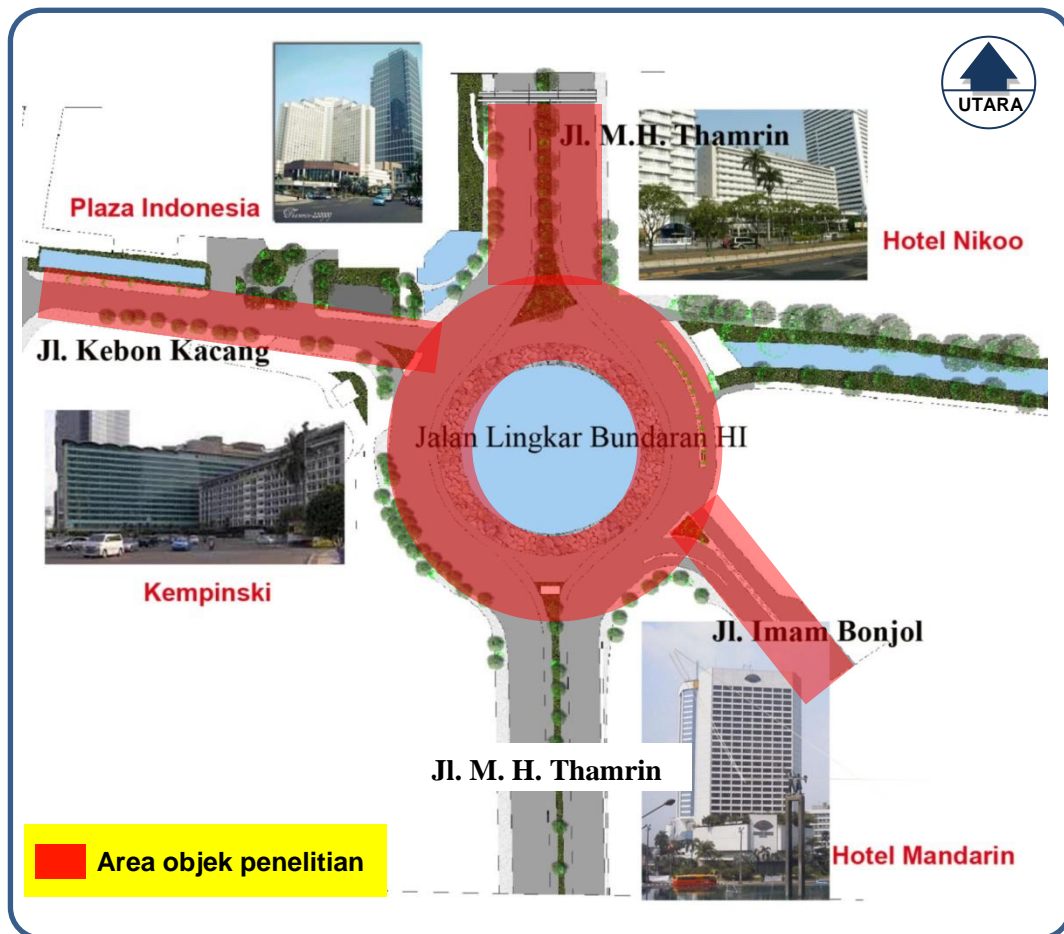 UTARA
Jl. M.H. Thamrin
Plaza Indonesia
Hotel Nikoo
Jl. Kebon Kacang
Jalan Lingkar Bundaran HI
Kempinski
Jl. Imam Bonjol
Jl. M. H. Thamrin
Hotel Mandarin
Area objek penelitian